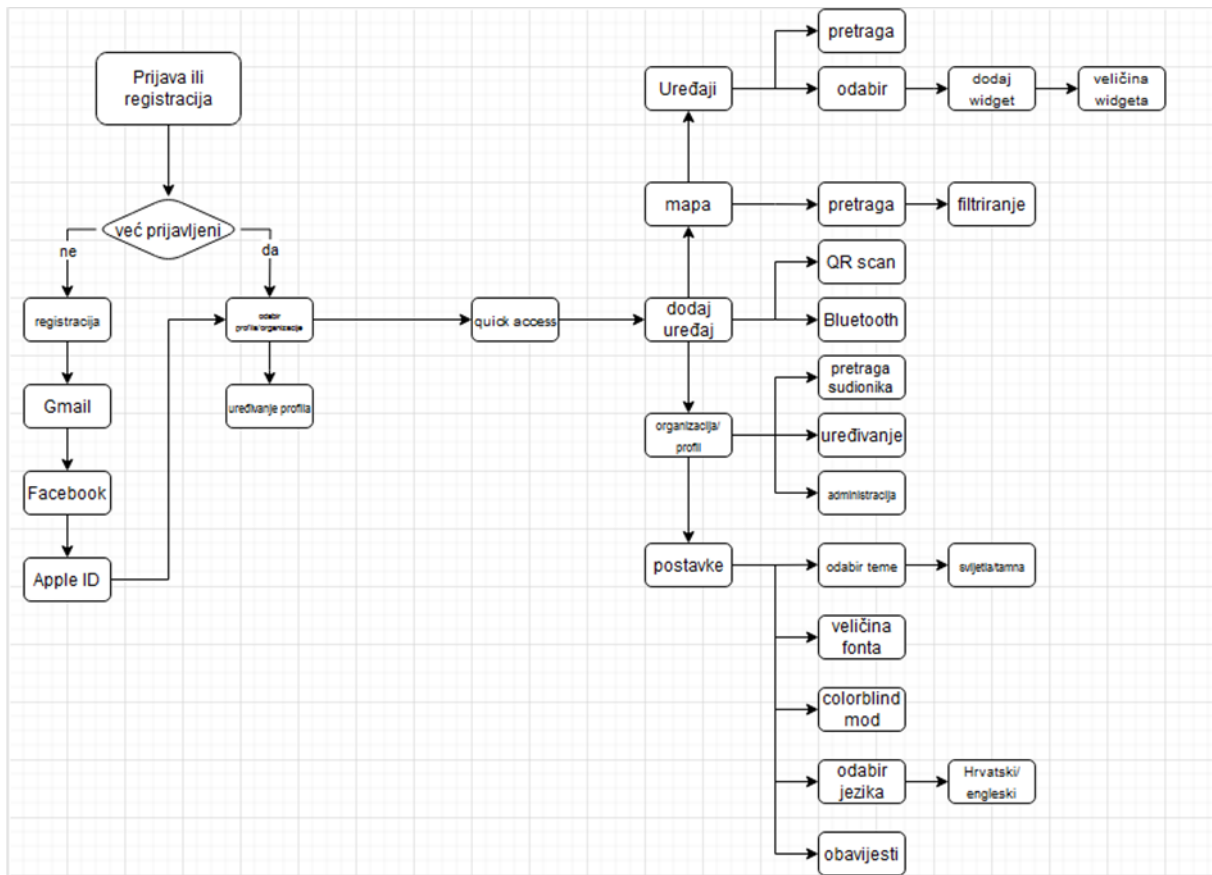 Prijava ili
registracija
već prijavljeni
ne
da
registracija
Gmail
Facebook
Apple ID
odabir
profila/organizacije
uređivanje profila
quick access
Uređaji
pretraga
odabir
dodaj
widget
veličina
widgeta
mapa
pretraga
filtriranje
dodaj
uređaj
QR scan
Bluetooth
organizacija/
profil
pretraga
sudionika
uređivanje
administracija
postavke
odabir teme
svijetla/tamna
veličina
fonta
colorblind
mod
odabir
jezika
Hrvatski/
engleski
obavijesti